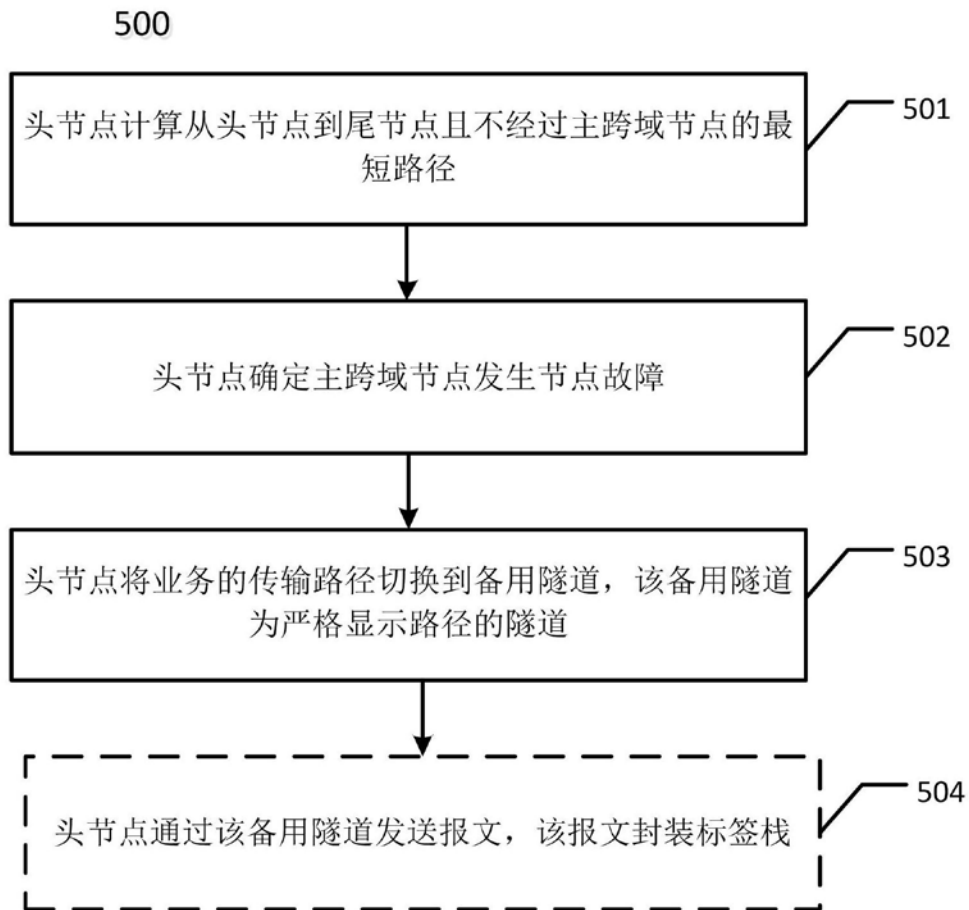 500
头节点计算从头节点到尾节点且不经过主跨域节点的最
短路径
501
头节点确定主跨域节点发生节点故障
502
头节点将业务的传输路径切换到备用隧道，该备用隧道
为严格显示路径的隧道
503
头节点通过该备用隧道发送报文，该报文封装标签栈
504